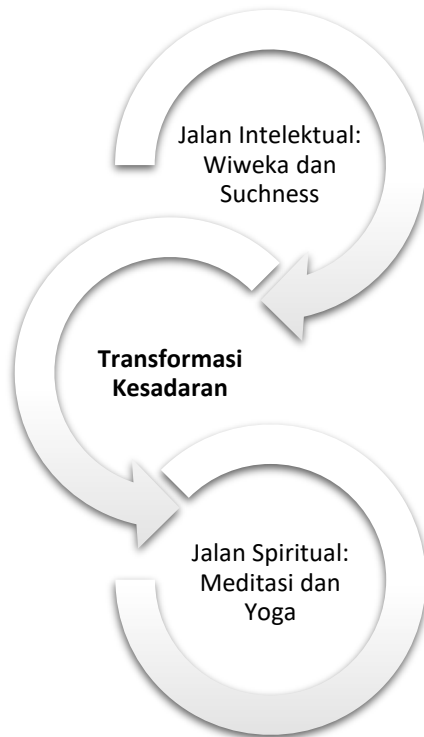 Jalan Intelektual:
Wiweka dan
Suchness
Transformasi
Kesadaran
Jalan Spiritual:
Meditasi dan
Yoga